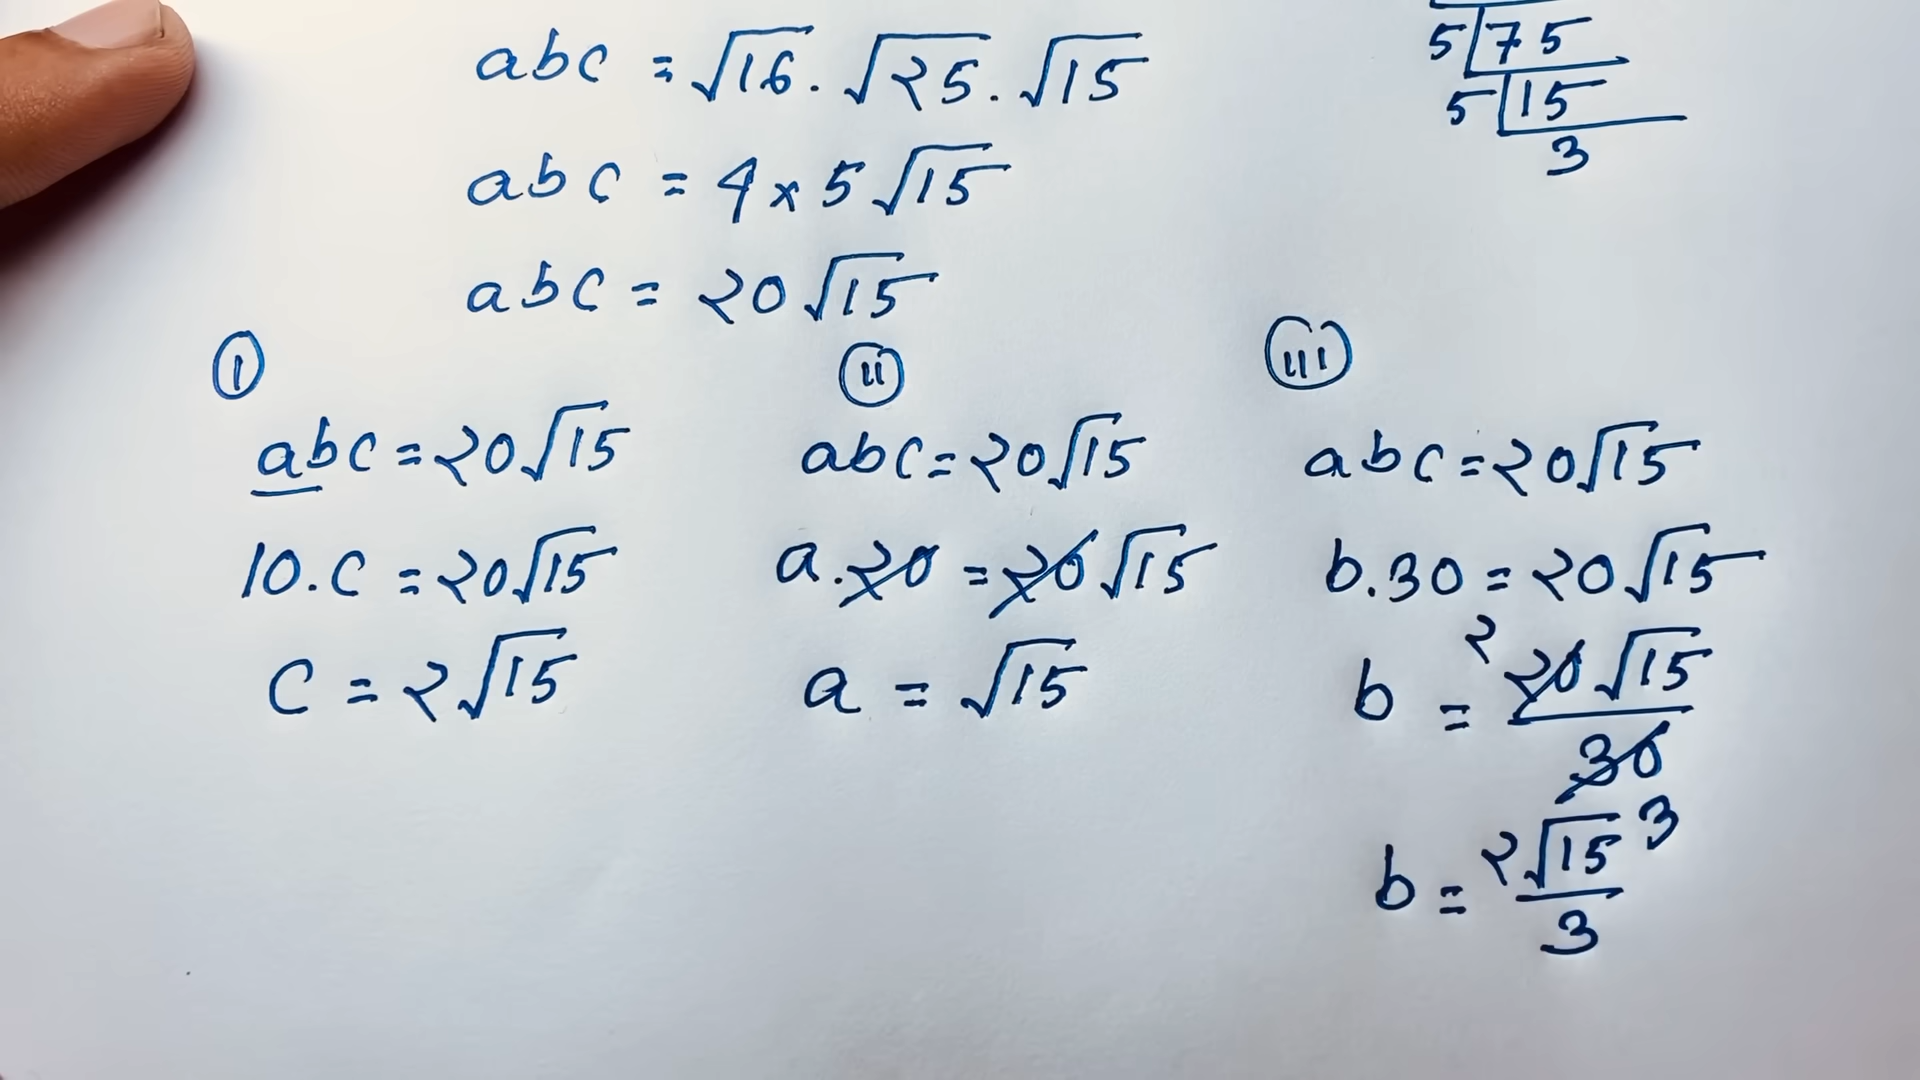 abc = √16 . √25 . √15
5 | 75
5 | 15
3
abc = 4 × 5 √15
abc = 20 √15
(i)
abc = 20 √15
10.c = 20 √15
c = 2 √15
(ii)
abc = 20 √15
a.20 = 20 √15
a = √15
(iii)
abc = 20 √15
b.30 = 20 √15
2
b = 20 √15 / 30
3
b = 2 √15 / 3